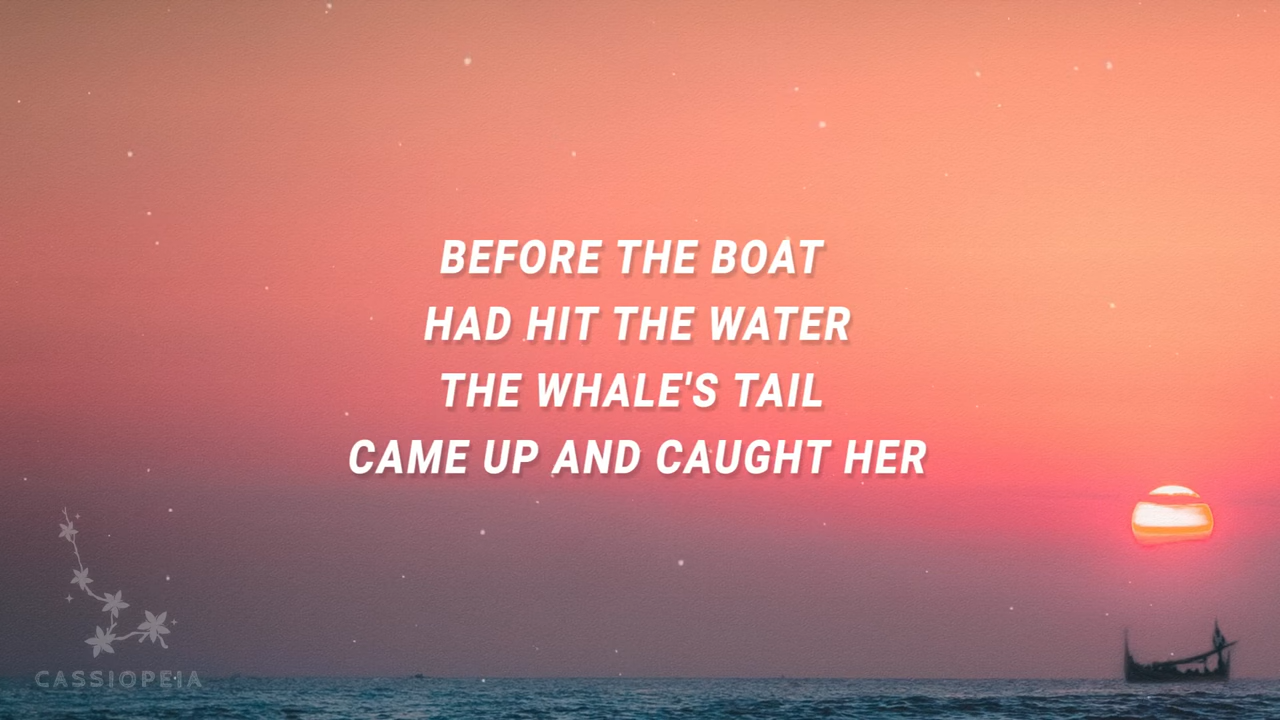 BEFORE THE BOAT
HAD HIT THE WATER
THE WHALE'S TAIL
CAME UP AND CAUGHT HER
CASSIOPEIA